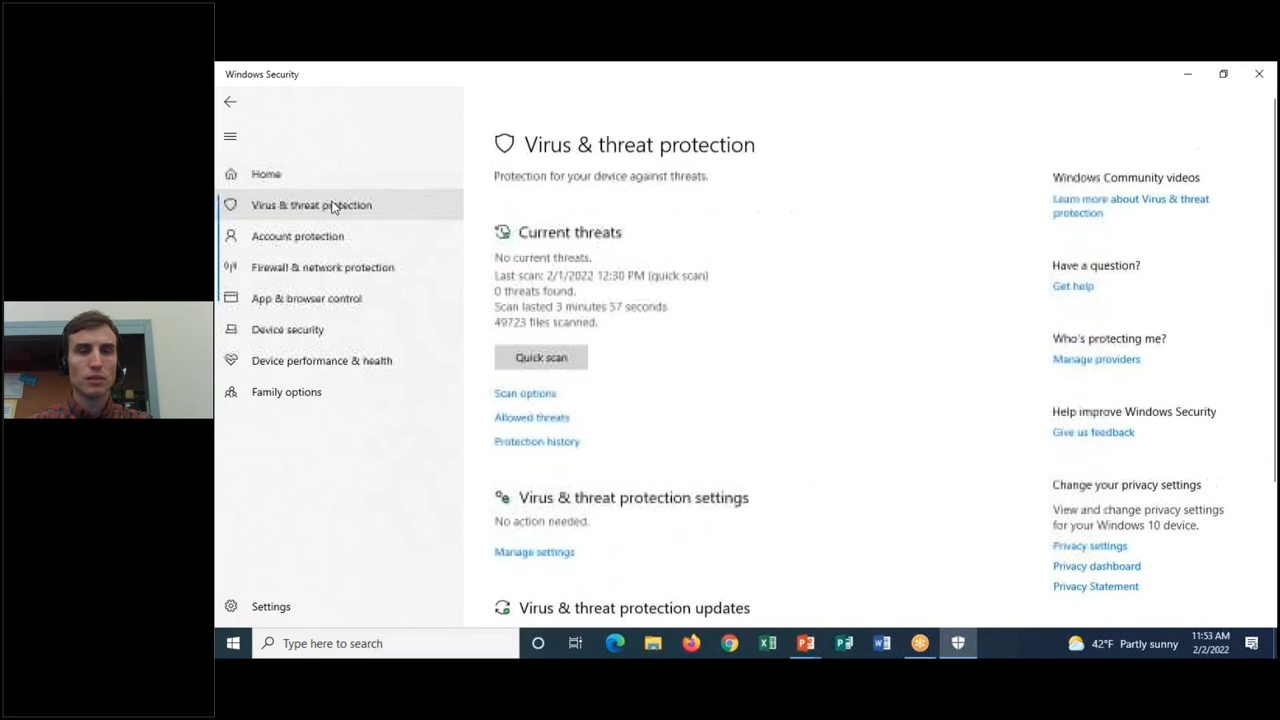 Windows Security
Home
Virus & threat protection
Account protection
Firewall & network protection
App & browser control
Device security
Device performance & health
Family options
Settings
Virus & threat protection
Protection for your device against threats.
Current threats
No current threats.
Last scan: 2/1/2022 12:30 PM (quick scan)
0 threats found.
Scan lasted 3 minutes 57 seconds
49723 files scanned.
Quick scan
Scan options
Allowed threats
Protection history
Virus & threat protection settings
No action needed.
Manage settings
Virus & threat protection updates
Windows Community videos
Learn more about Virus & threat
protection
Have a question?
Get help
Who's protecting me?
Manage providers
Help improve Windows Security
Give us feedback
Change your privacy settings
View and change privacy settings
for your Windows 10 device.
Privacy settings
Privacy dashboard
Privacy Statement
Type here to search
42°F Partly sunny
11:53 AM
2/2/2022